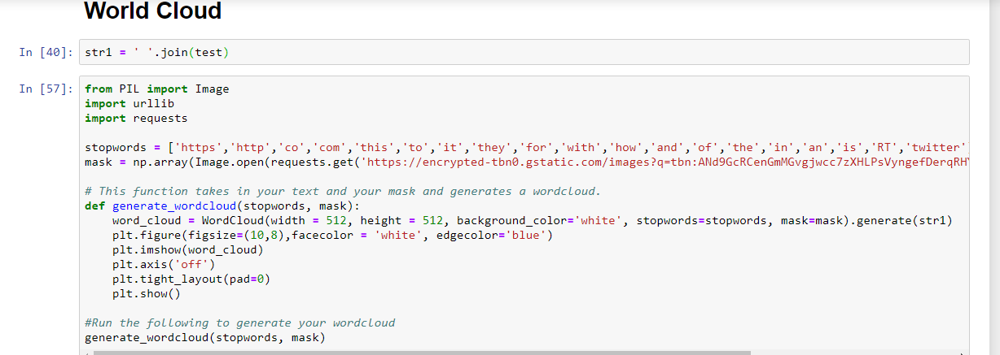 World Cloud
In [40]: str1 = ' '.join(test)
In [57]: from PIL import Image
import urllib
import requests
stopwords = ['https','http','co','com','this','to','it','they','for','with','how','and','of','the','in','an','is','RT','twitter'
mask = np.array(Image.open(requests.get('https://encrypted-tbn0.gstatic.com/images?q=tbn:ANd9GcRCenGmMGvgjwcc7zXHLPsVyngefDerqRH
# This function takes in your text and your mask and generates a wordcloud.
def generate_wordcloud(stopwords, mask):
    word_cloud = WordCloud(width = 512, height = 512, background_color='white', stopwords=stopwords, mask=mask).generate(str1)
    plt.figure(figsize=(10,8),facecolor = 'white', edgecolor='blue')
    plt.imshow(word_cloud)
    plt.axis('off')
    plt.tight_layout(pad=0)
    plt.show()
#Run the following to generate your wordcloud
generate_wordcloud(stopwords, mask)